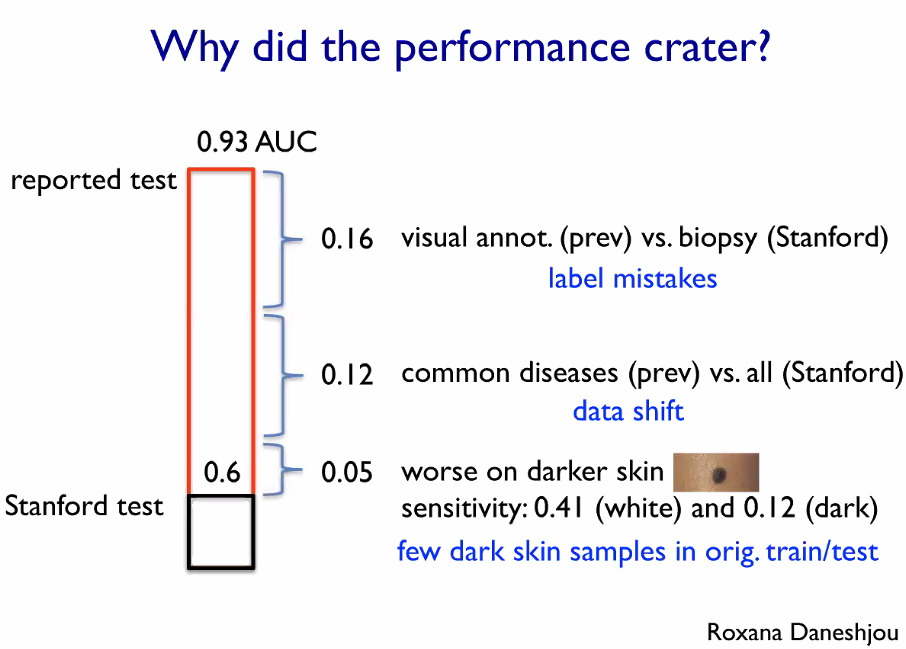 Why did the performance crater?
0.93 AUC
reported test
0.16 visual annot. (prev) vs. biopsy (Stanford)
label mistakes
0.12 common diseases (prev) vs. all (Stanford)
data shift
0.6 0.05 worse on darker skin
Stanford test sensitivity: 0.41 (white) and 0.12 (dark)
few dark skin samples in orig. train/test
Roxana Daneshjou